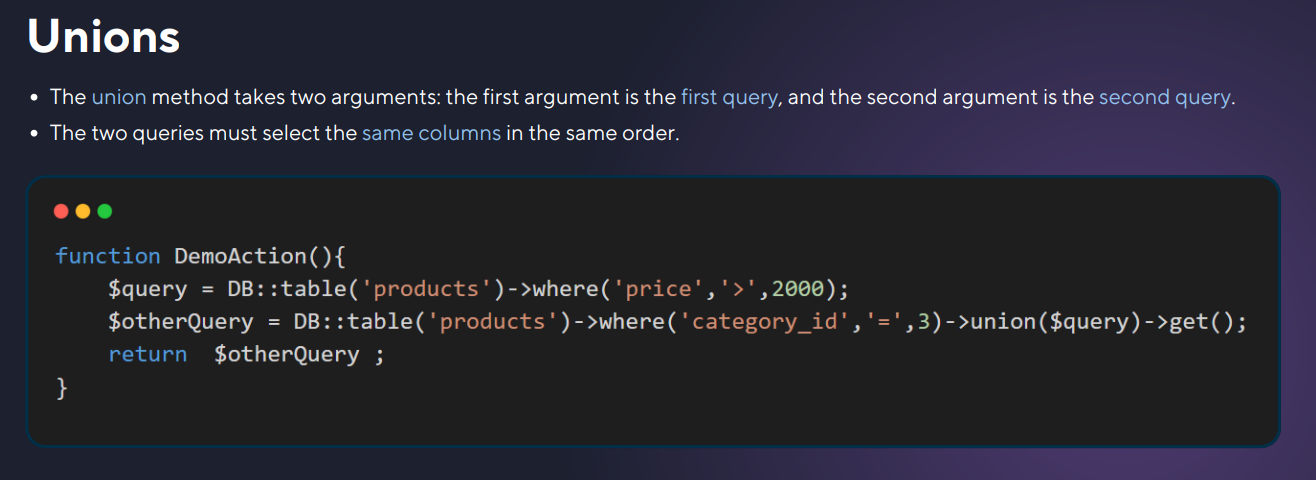 Unions
• The union method takes two arguments: the first argument is the first query, and the second argument is the second query.
• The two queries must select the same columns in the same order.
function DemoAction(){
    $query = DB::table('products')->where('price','>',2000);
    $otherQuery = DB::table('products')->where('category_id','=',3)->union($query)->get();
    return  $otherQuery ;
}